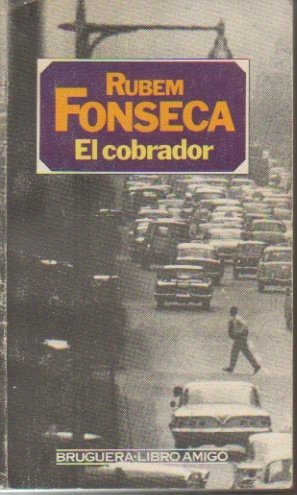 RUBEM
FONSECA
El cobrador
BRUGUERA-LIBRO AMIGO